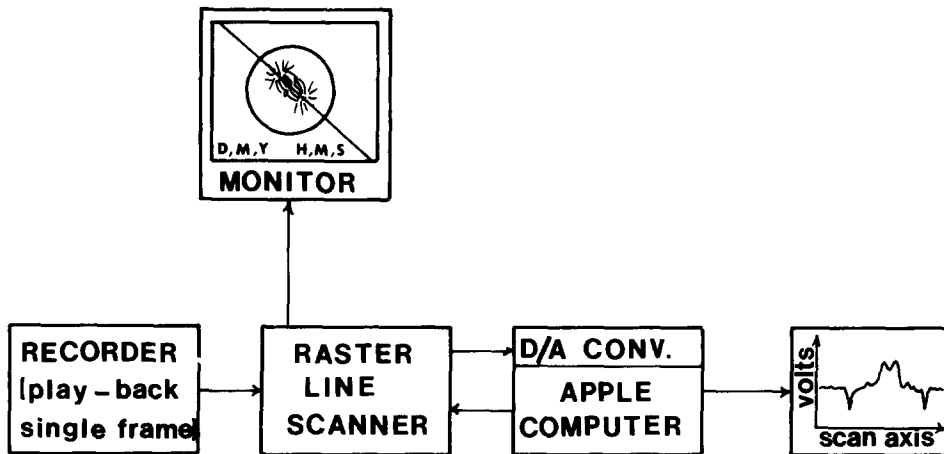 D,M,Y H,M,S
MONITOR
RECORDER
(play-back
single frame)
RASTER
LINE
SCANNER
D/A CONV.
APPLE
COMPUTER
volts
scan axis